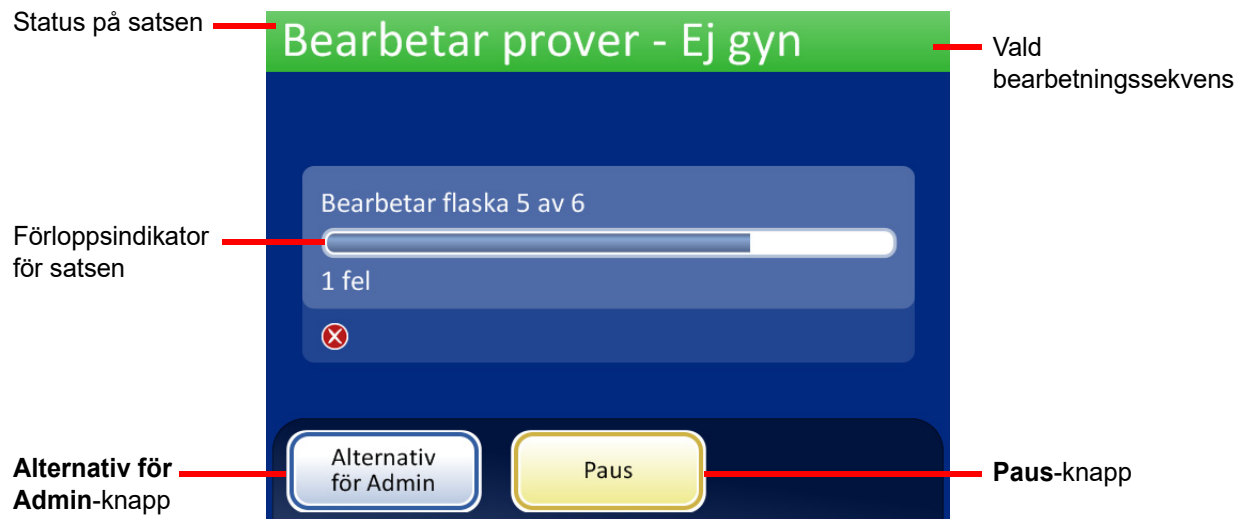 Status på satsen
Bearbetar prover - Ej gyn
Vald
bearbetningssekvens
Bearbetar flaska 5 av 6
Förloppsindikator
för satsen
1 fel
Alternativ för
Admin-knapp
Alternativ
för Admin
Paus
Paus-knapp